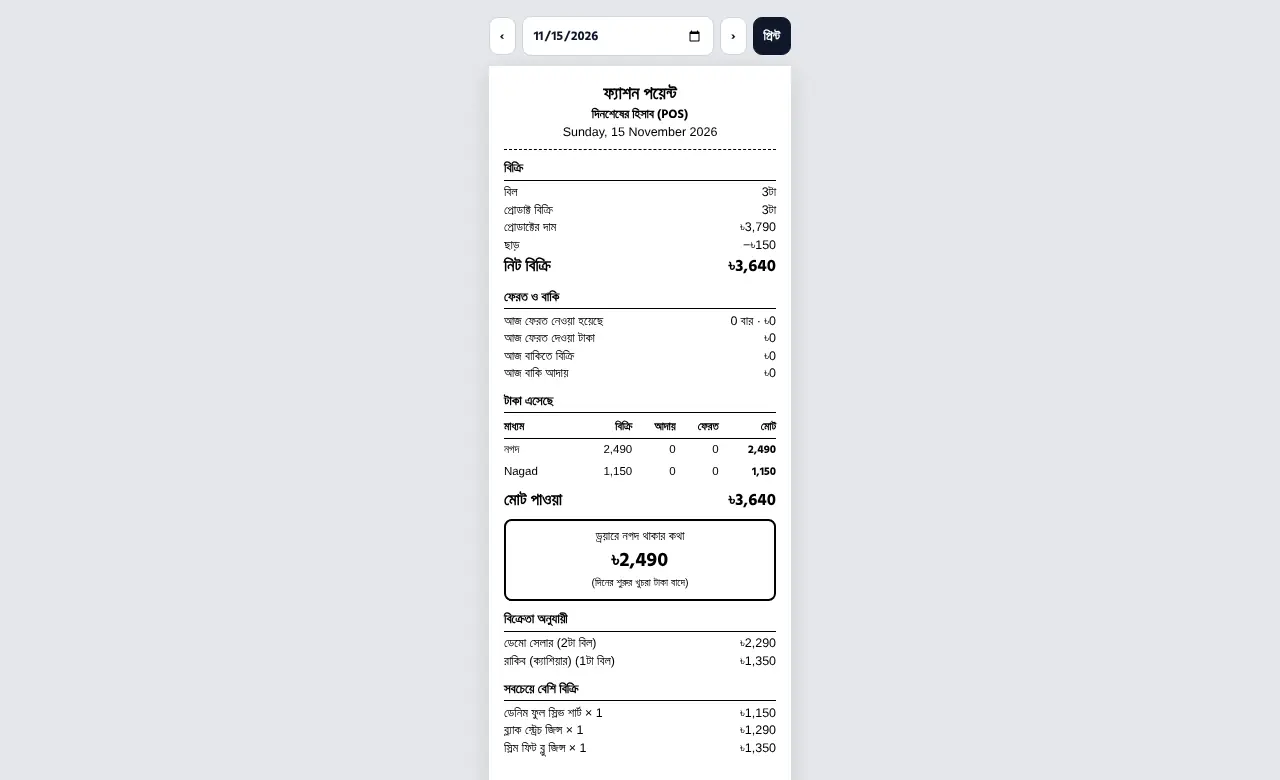 ‹ 11/15/2026 › প্রিন্ট
ফ্যাশন পয়েন্ট
দিনশেষের হিসাব (POS)
Sunday, 15 November 2026
বিক্রি
বিল 3টা
প্রোডাক্ট বিক্রি 3টা
প্রোডাক্টের দাম ৳3,790
ছাড় −৳150
নিট বিক্রি ৳3,640
ফেরত ও বাকি
আজ ফেরত নেওয়া হয়েছে 0 বার · ৳0
আজ ফেরত দেওয়া টাকা ৳0
আজ বাকিতে বিক্রি ৳0
আজ বাকি আদায় ৳0
টাকা এসেছে
মাধ্যম বিক্রি আদায় ফেরত মোট
নগদ 2,490 0 0 2,490
Nagad 1,150 0 0 1,150
মোট পাওয়া ৳3,640
ড্রয়ারে নগদ থাকার কথা
৳2,490
(দিনের শুরুর খুচরা টাকা বাদে)
বিক্রেতা অনুযায়ী
ডেমো সেলার (2টা বিল) ৳2,290
রাকিব (ক্যাশিয়ার) (1টা বিল) ৳1,350
সবচেয়ে বেশি বিক্রি
ডেনিম ফুল স্লিভ শার্ট × 1 ৳1,150
ব্ল্যাক স্ট্রেচ জিন্স × 1 ৳1,290
স্লিম ফিট ব্লু জিন্স × 1 ৳1,350